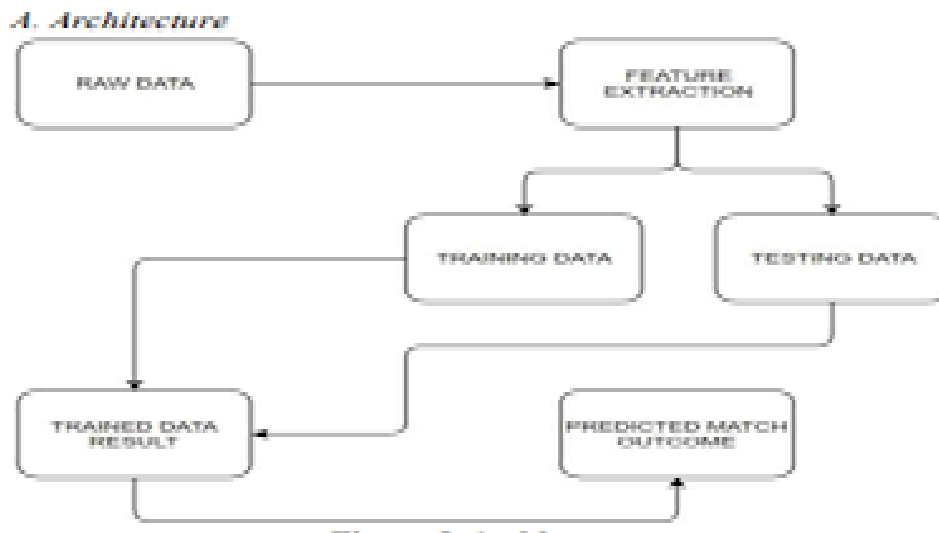 A. Architecture
RAW DATA
FEATURE
EXTRACTION
TRAINING DATA
TESTING DATA
TRAINED DATA
RESULT
PREDICTED MATCH
OUTCOME